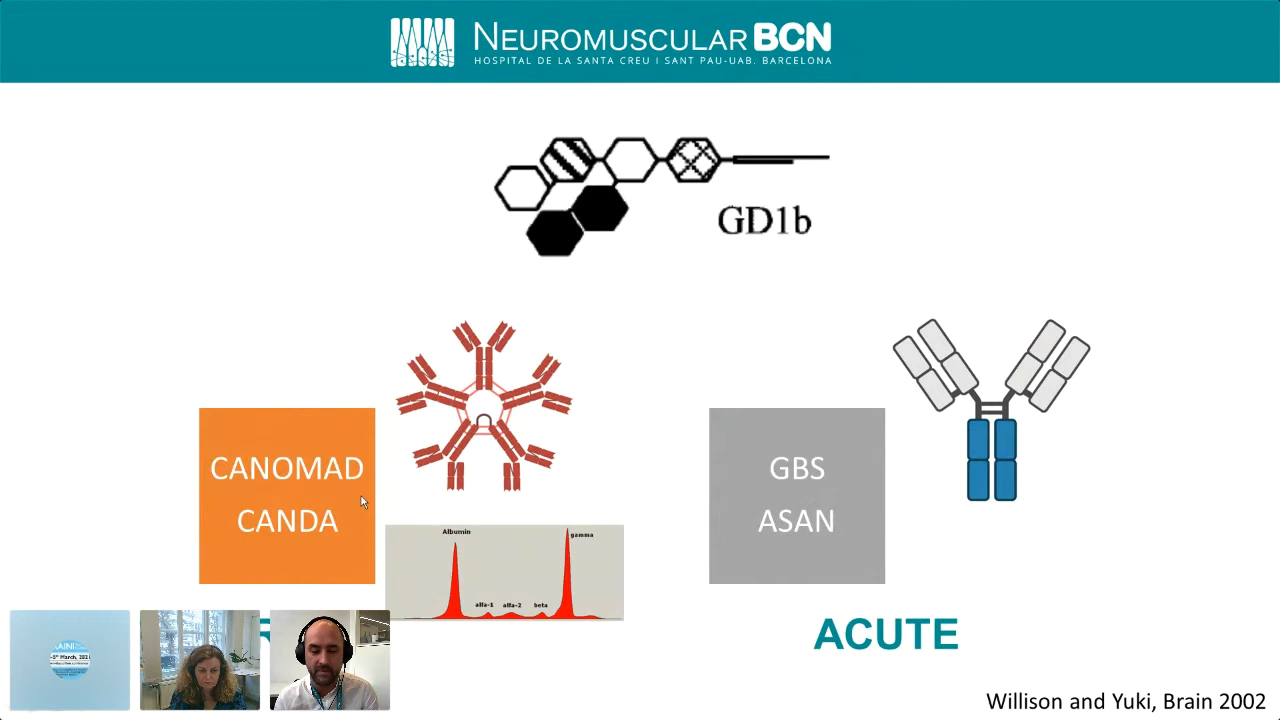 NEUROMUSCULAR BCN
HOSPITAL DE LA SANTA CREU I SANT PAU-UAB. BARCELONA
GD1b
CANOMAD
CANDA
Albumin
alfa-1
alfa-2
beta
gamma
GBS
ASAN
ACUTE
Willison and Yuki, Brain 2002